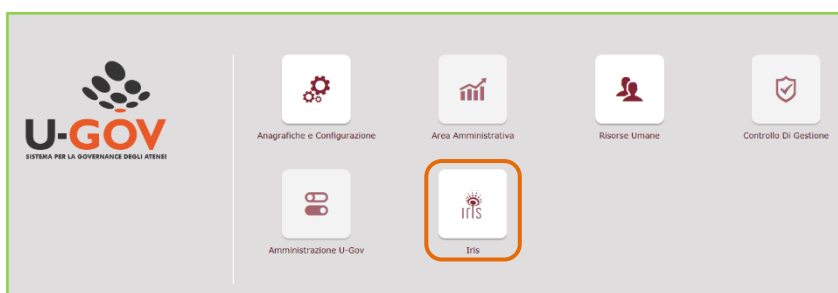 U-GOV
SISTEMA PER LA GOVERNANCE DEGLI ATENEI
Anagrafiche e Configurazione
Area Amministrativa
Risorse Umane
Controllo Di Gestione
Amministrazione U-Gov
IrIs
Iris